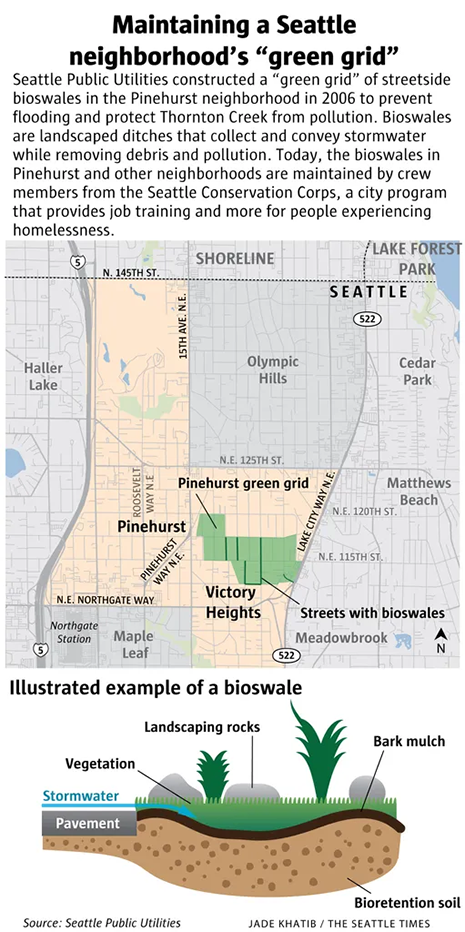 Maintaining a Seattle
neighborhood’s “green grid”
Seattle Public Utilities constructed a “green grid” of streetside
bioswales in the Pinehurst neighborhood in 2006 to prevent
flooding and protect Thornton Creek from pollution. Bioswales
are landscaped ditches that collect and convey stormwater
while removing debris and pollution. Today, the bioswales in
Pinehurst and other neighborhoods are maintained by crew
members from the Seattle Conservation Corps, a city program
that provides job training and more for people experiencing
homelessness.
5
SHORELINE
LAKE FOREST
PARK
N. 145TH ST.
SEATTLE
522
15TH AVE. N.E.
Haller
Lake
Olympic
Hills
Cedar
Park
N.E. 125TH ST.
ROOSEVELT
WAY N.E.
Pinehurst green grid
LAKE CITY WAY N.E.
Matthews
Beach
N.E. 120TH ST.
Pinehurst
PINEHURST
WAY N.E.
N.E. 115TH ST.
N.E. NORTHGATE WAY
Victory
Heights
Streets with bioswales
Northgate
Station
Maple
Leaf
Meadowbrook
N
5
522
Illustrated example of a bioswale
Landscaping rocks
Bark mulch
Vegetation
Stormwater
Pavement
Bioretention soil
Source: Seattle Public Utilities
JADE KHATIB / THE SEATTLE TIMES